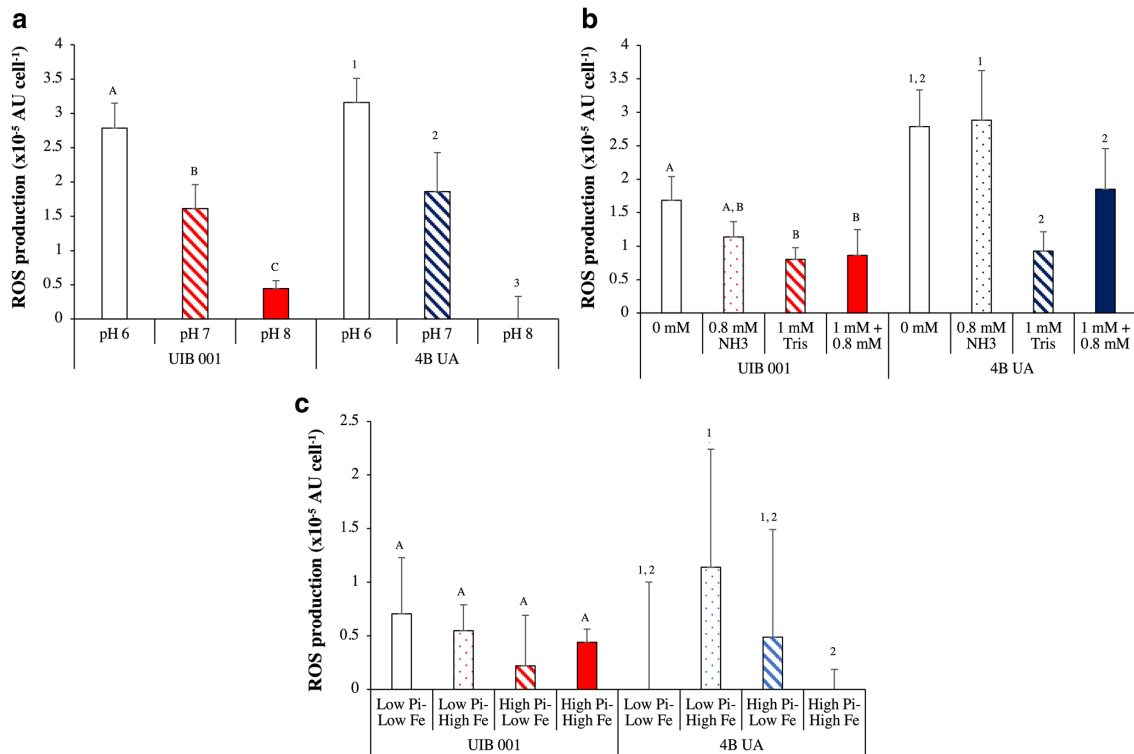 a
ROS production (x10⁻⁵ AU cell⁻¹)
4
3.5
3
2.5
2
1.5
1
0.5
0
A
B
C
1
2
3
pH 6
pH 7
pH 8
pH 6
pH 7
pH 8
UIB 001
4B UA
b
ROS production (x10⁻⁵ AU cell⁻¹)
4
3.5
3
2.5
2
1.5
1
0.5
0
A
A, B
B
B
1, 2
1
2
2
0 mM
0.8 mM
NH3
1 mM
Tris
1 mM +
0.8 mM
0 mM
0.8 mM
NH3
1 mM
Tris
1 mM +
0.8 mM
UIB 001
4B UA
c
ROS production (x10⁻⁵ AU cell⁻¹)
2.5
2
1.5
1
0.5
0
A
A
A
A
1, 2
1
1, 2
2
Low Pi-
Low Fe
Low Pi-
High Fe
High Pi-
Low Fe
High Pi-
High Fe
Low Pi-
Low Fe
Low Pi-
High Fe
High Pi-
Low Fe
High Pi-
High Fe
UIB 001
4B UA